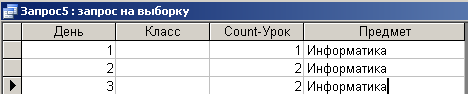 Запрос5 : запрос на выборку
День Класс Count-Урок Предмет
1 1 Информатика
2 2 Информатика
3 2 Информатика